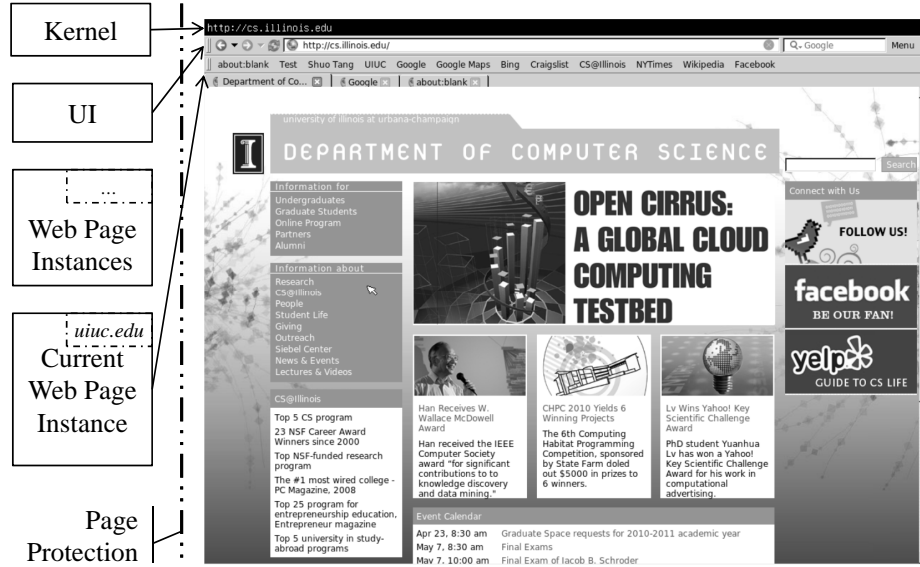 Kernel
UI
...
Web Page
Instances
uiuc.edu
Current
Web Page
Instance
Page
Protection
http://cs.illinois.edu
http://cs.illinois.edu/
Google
Menu
about:blank Test Shuo Tang UIUC Google Google Maps Bing Craigslist CS@Illinois NYTimes Wikipedia Facebook
Department of Co... Google about:blank
university of illinois at urbana-champaign
I
DEPARTMENT OF COMPUTER SCIENCE
Search
Information for
Undergraduates
Graduate Students
Online Program
Partners
Alumni
Information about
Research
CS@Illinois
People
Student Life
Giving
Outreach
Siebel Center
News & Events
Lectures & Videos
CS@Illinois
Top 5 CS program
23 NSF Career Award
Winners since 2000
Top NSF-funded research
program
The #1 most wired college -
PC Magazine, 2008
Top 25 program for
entrepreneurship education,
Entrepreneur magazine
Top 5 university in study-
abroad programs
OPEN CIRRUS:
A GLOBAL CLOUD
COMPUTING
TESTBED
Han Receives W.
Wallace McDowell
Award
Han received the IEEE
Computer Society
award "for significant
contributions to to
knowledge discovery
and data mining."
CHPC 2010 Yields 6
Winning Projects
The 6th Computing
Habitat Programming
Competition, sponsored
by State Farm doled
out $5000 in prizes to
6 winners.
Lv Wins Yahoo! Key
Scientific Challenge
Award
PhD student Yuanhua
Lv has won a Yahoo!
Key Scientific Challenge
Award for his work in
computational
advertising.
Event Calendar
Apr 23, 8:30 am Graduate Space requests for 2010-2011 academic year
May 7, 8:30 am Final Exams
May 7, 10:00 am Final Exam of Jacob B. Schroder
Connect with Us
FOLLOW US!
facebook
BE OUR FAN!
yelp
GUIDE TO CS LIFE